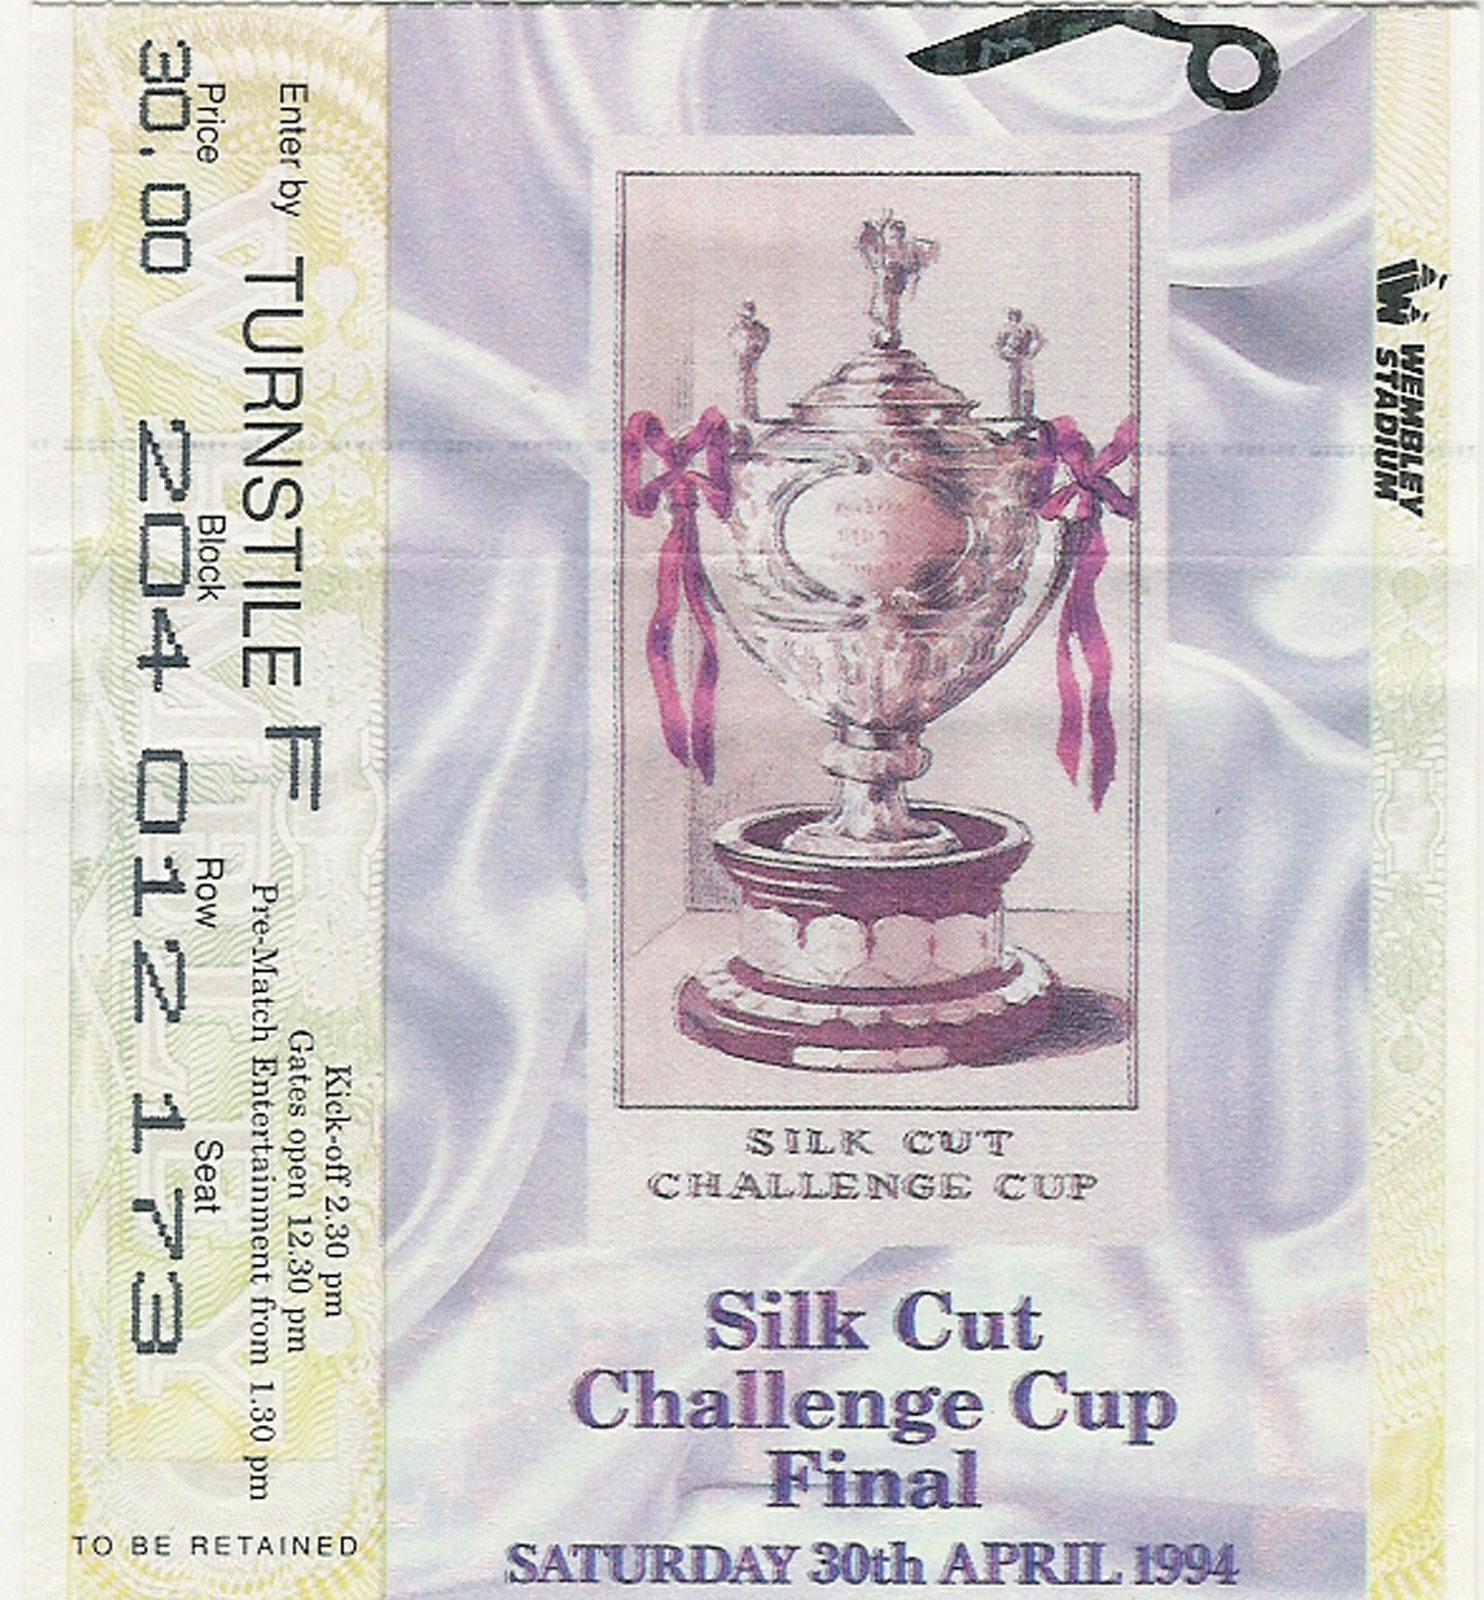 Enter by TURNSTILE F
Price Block Row Seat
30.00 204 012 173
Kick-off 2.30 pm
Gates open 12.30 pm
Pre-Match Entertainment from 1.30 pm
TO BE RETAINED
WEMBLEY
STADIUM
SILK CUT
CHALLENGE CUP
Silk Cut
Challenge Cup
Final
SATURDAY 30th APRIL 1994
WEMBLEY